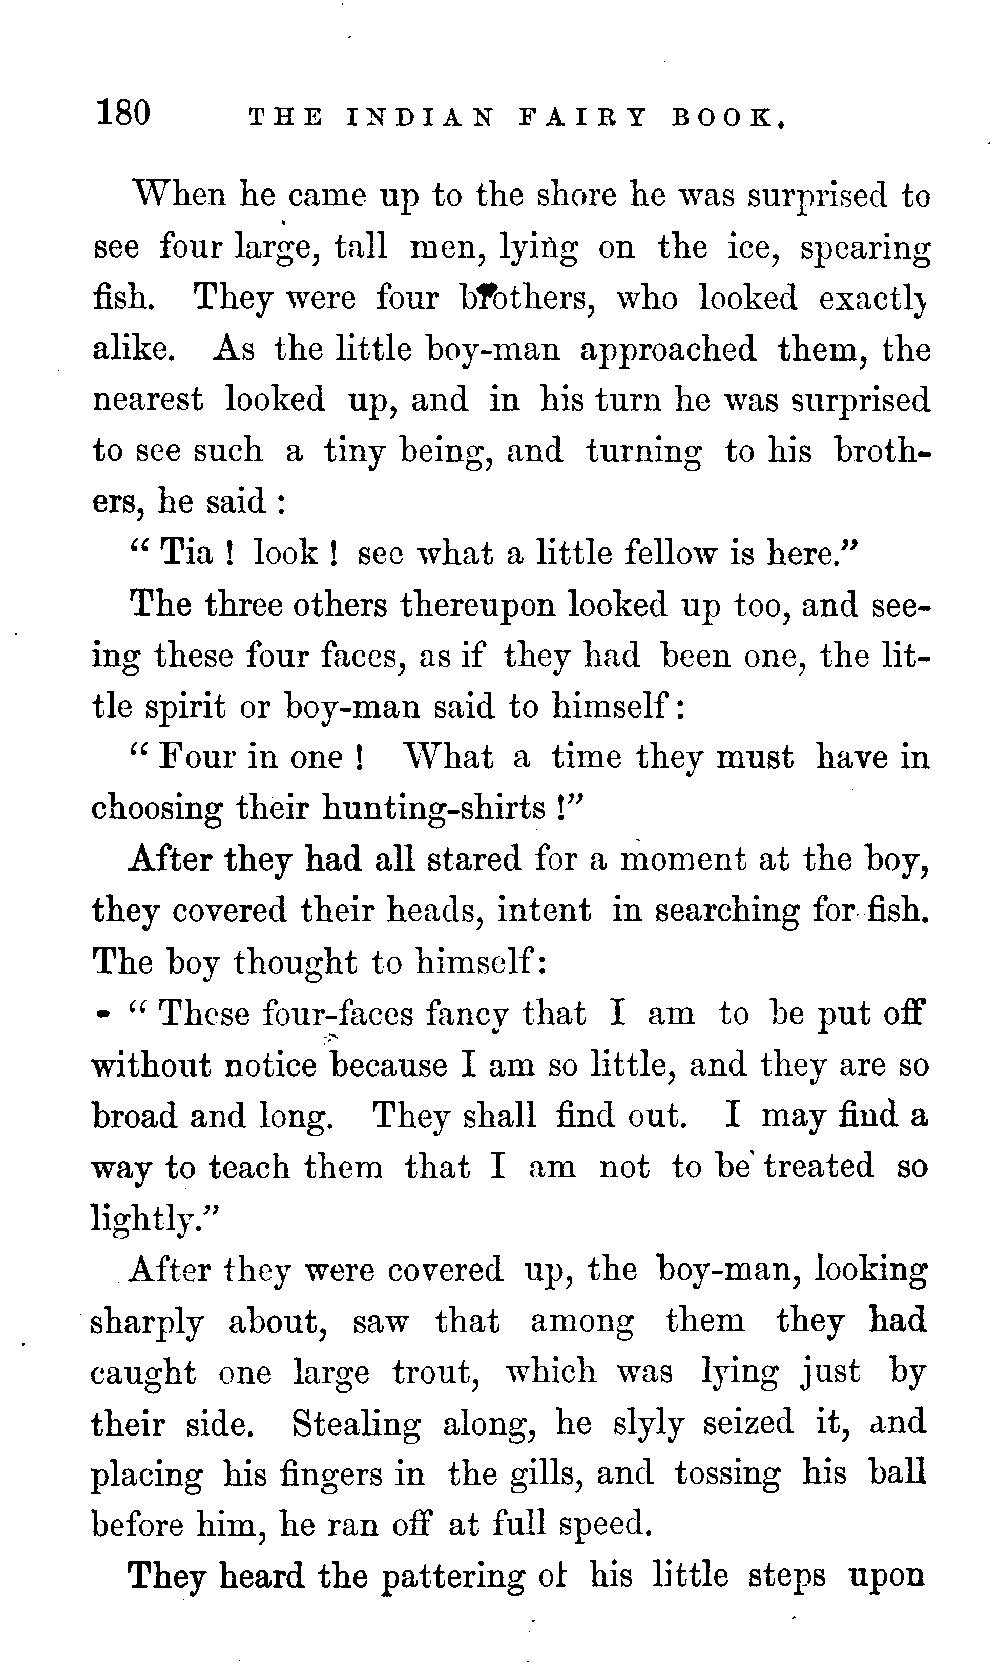 180 THE INDIAN FAIRY BOOK.
When he came up to the shore he was surprised to
see four large, tall men, lying on the ice, spearing
fish. They were four brothers, who looked exactly
alike. As the little boy-man approached them, the
nearest looked up, and in his turn he was surprised
to see such a tiny being, and turning to his broth-
ers, he said :
“ Tia ! look ! see what a little fellow is here.”
The three others thereupon looked up too, and see-
ing these four faces, as if they had been one, the lit-
tle spirit or boy-man said to himself :
“ Four in one ! What a time they must have in
choosing their hunting-shirts !”
After they had all stared for a moment at the boy,
they covered their heads, intent in searching for fish.
The boy thought to himself:
“ These four-faces fancy that I am to be put off
without notice because I am so little, and they are so
broad and long. They shall find out. I may find a
way to teach them that I am not to be treated so
lightly.”
After they were covered up, the boy-man, looking
sharply about, saw that among them they had
caught one large trout, which was lying just by
their side. Stealing along, he slyly seized it, and
placing his fingers in the gills, and tossing his ball
before him, he ran off at full speed.
They heard the pattering of his little steps upon